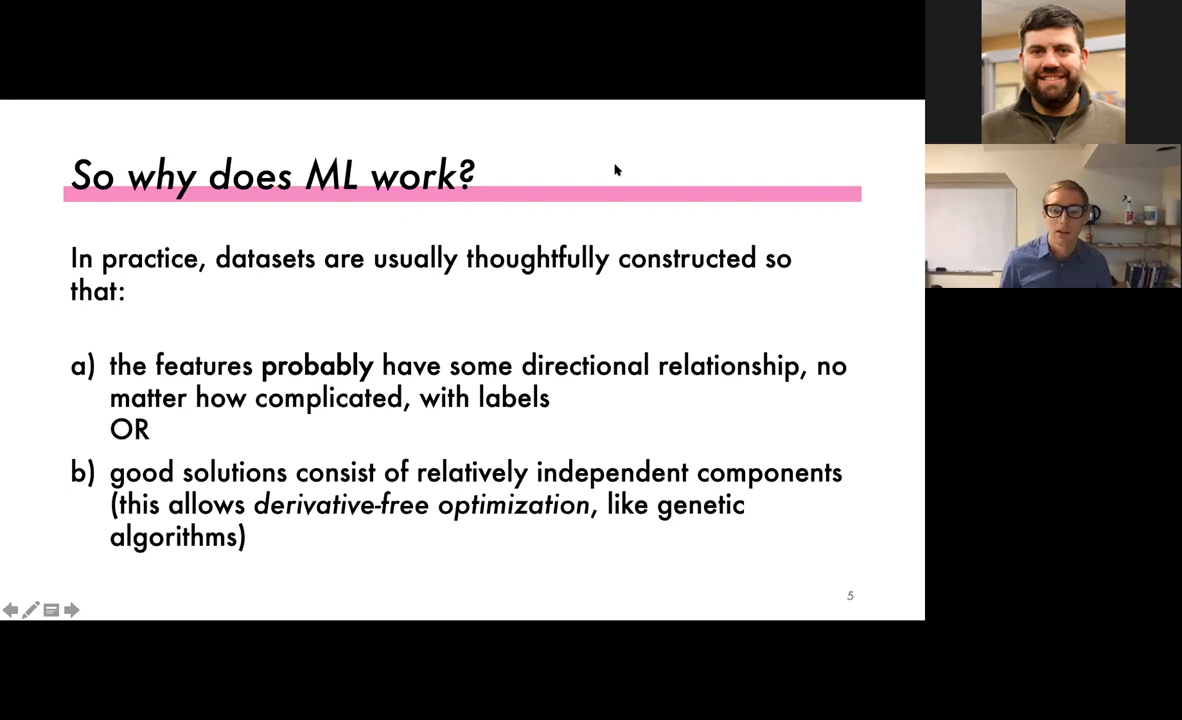 So why does ML work?
In practice, datasets are usually thoughtfully constructed so
that:
a) the features probably have some directional relationship, no
matter how complicated, with labels
OR
b) good solutions consist of relatively independent components
(this allows derivative-free optimization, like genetic
algorithms)
5